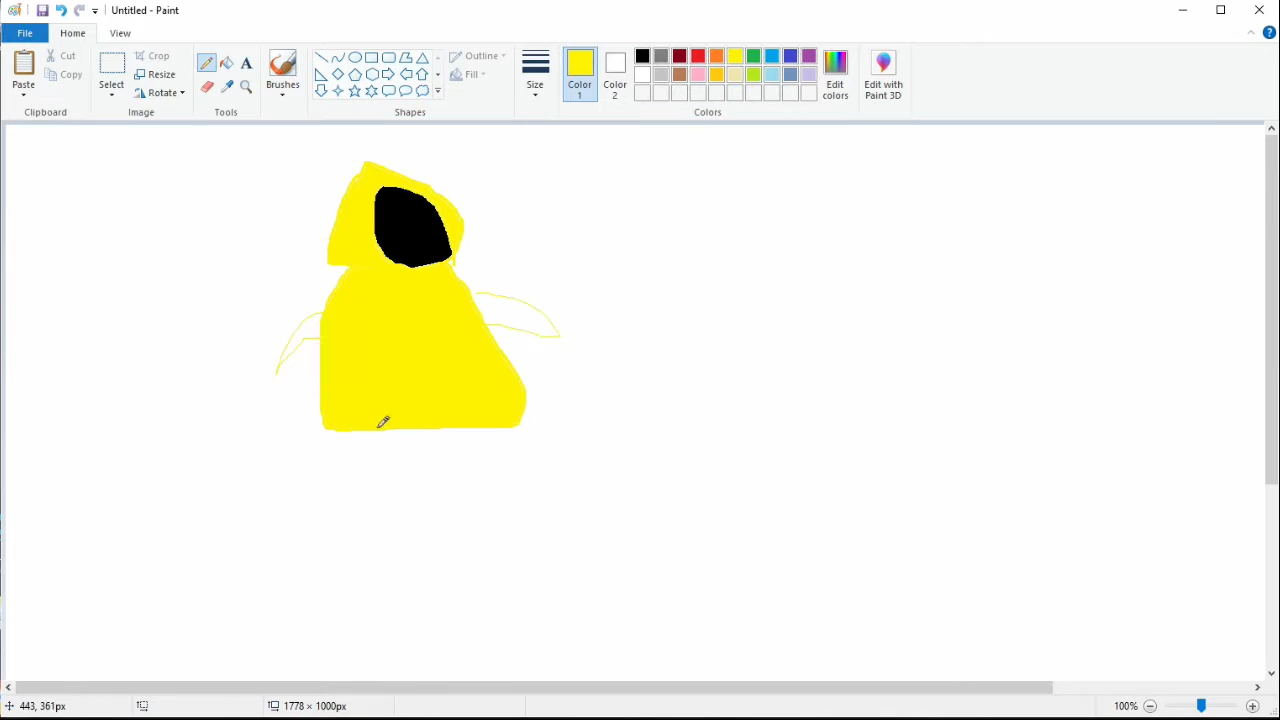 Untitled - Paint
File Home View
Paste
Cut
Copy
Clipboard
Select
Crop
Resize
Rotate
Image
A
Tools
Brushes
Outline
Fill
Shapes
Size
Color 1
Color 2
Edit colors
Colors
Edit with Paint 3D
443, 361px
1778 × 1000px
100%